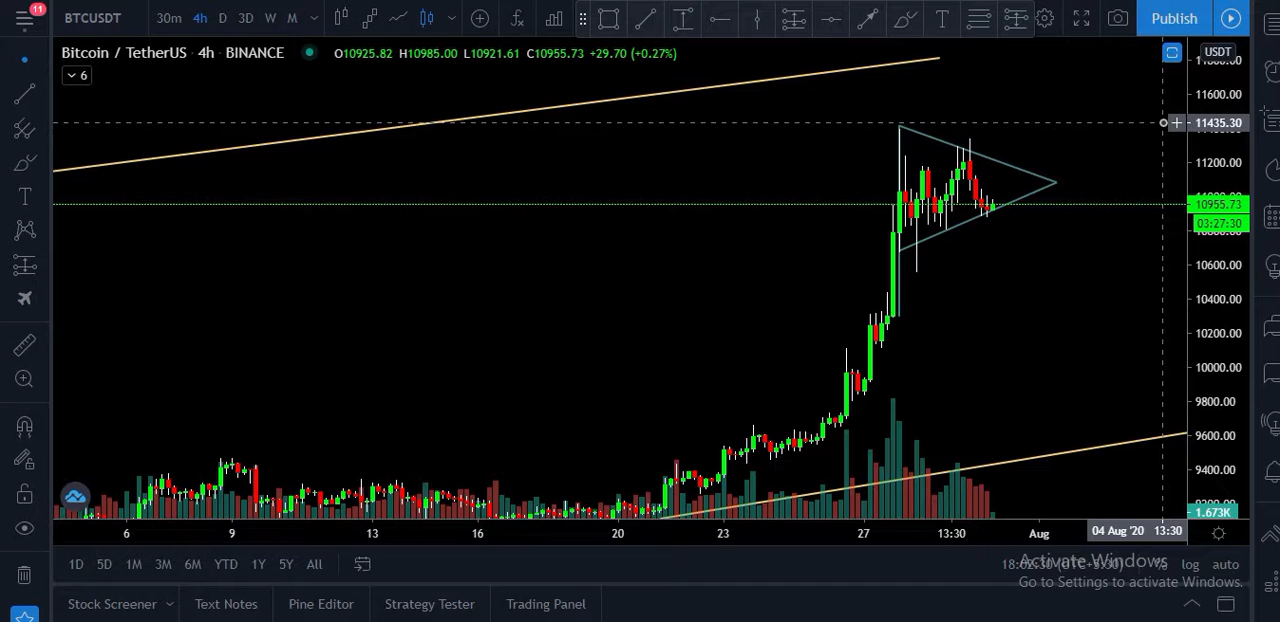 11
BTCUSDT 30m 4h D 3D W M Publish
Bitcoin / TetherUS · 4h · BINANCE O10925.82 H10985.00 L10921.61 C10955.73 +29.70 (+0.27%) USDT
6
11600.00
11435.30
11200.00
10955.73
03:27:30
10600.00
10400.00
10200.00
10000.00
9800.00
9600.00
9400.00
1.673K
6 9 13 16 20 23 27 13:30 Aug 04 Aug '20 13:30
1D 5D 1M 3M 6M YTD 1Y 5Y All % log auto
Activate Windows
Go to Settings to activate Windows.
Stock Screener Text Notes Pine Editor Strategy Tester Trading Panel